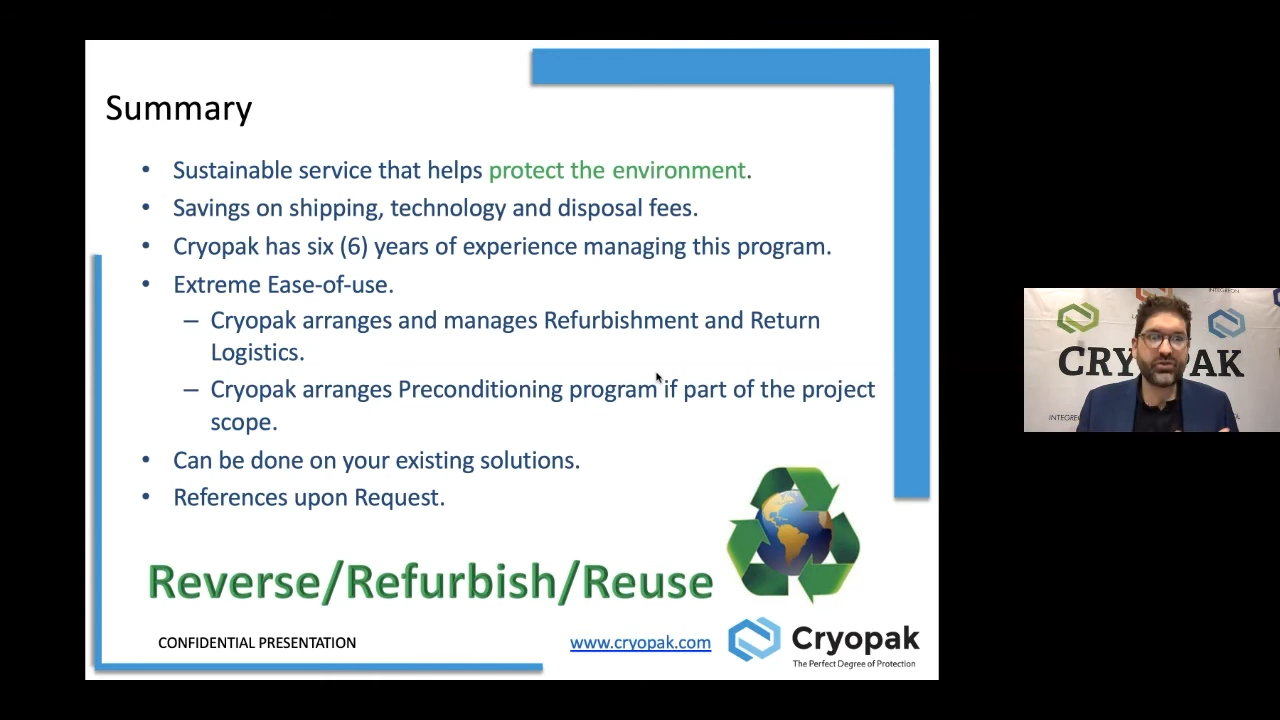 Summary
• Sustainable service that helps protect the environment.
• Savings on shipping, technology and disposal fees.
• Cryopak has six (6) years of experience managing this program.
• Extreme Ease-of-use.
– Cryopak arranges and manages Refurbishment and Return
Logistics.
– Cryopak arranges Preconditioning program if part of the project
scope.
• Can be done on your existing solutions.
• References upon Request.
Reverse/Refurbish/Reuse
CONFIDENTIAL PRESENTATION
www.cryopak.com
Cryopak
The Perfect Degree of Protection
INTEGREON
CRY PAK